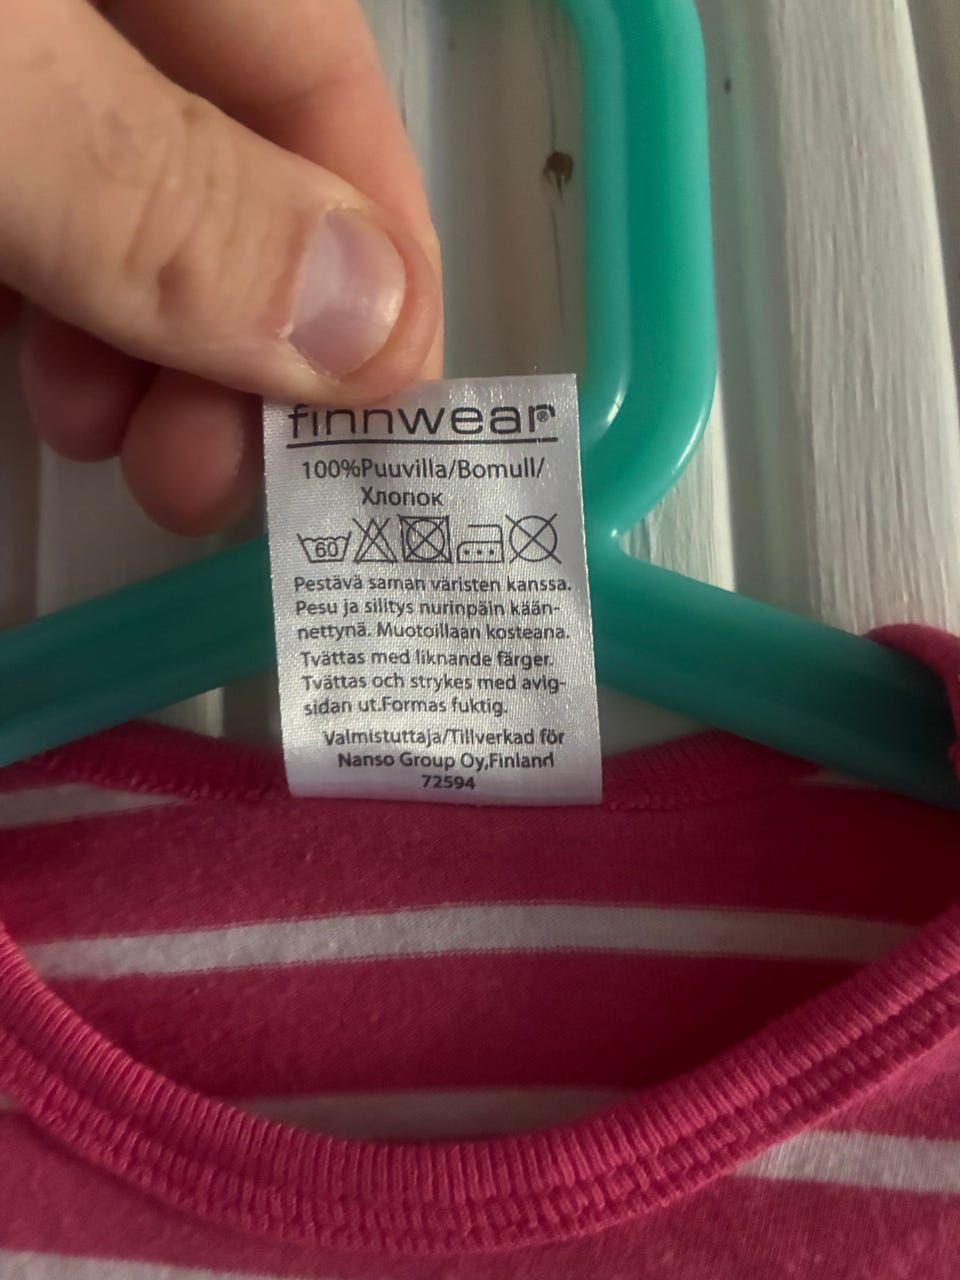 finnwear®
100%Puuvilla/Bomull/
Хлопок
60
Pestävä saman väristen kanssa.
Pesu ja silitys nurinpäin kään-
nettynä. Muotoillaan kosteana.
Tvättas med liknande färger.
Tvättas och strykes med avig-
sidan ut.Formas fuktig.
Valmistuttaja/Tillverkad för
Nanso Group Oy,Finland
72594